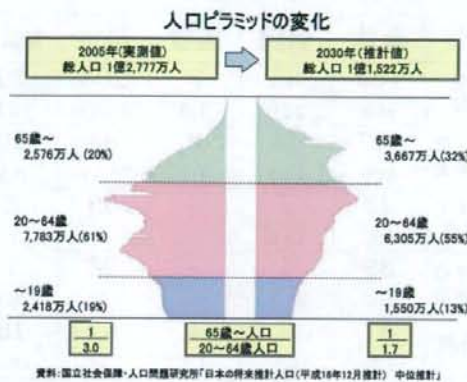 人口ピラミッドの変化
2005年(実測値)
総人口 1億2,777万人
2030年(推計値)
総人口 1億1,522万人
65歳～
2,576万人(20%)
20～64歳
7,783万人(61%)
～19歳
2,418万人(19%)
65歳～
3,667万人(32%)
20～64歳
6,305万人(55%)
～19歳
1,550万人(13%)
1
3.0
65歳～人口
20～64歳人口
1
1.7
資料：国立社会保障・人口問題研究所「日本の将来推計人口(平成18年12月推計) 中位推計」